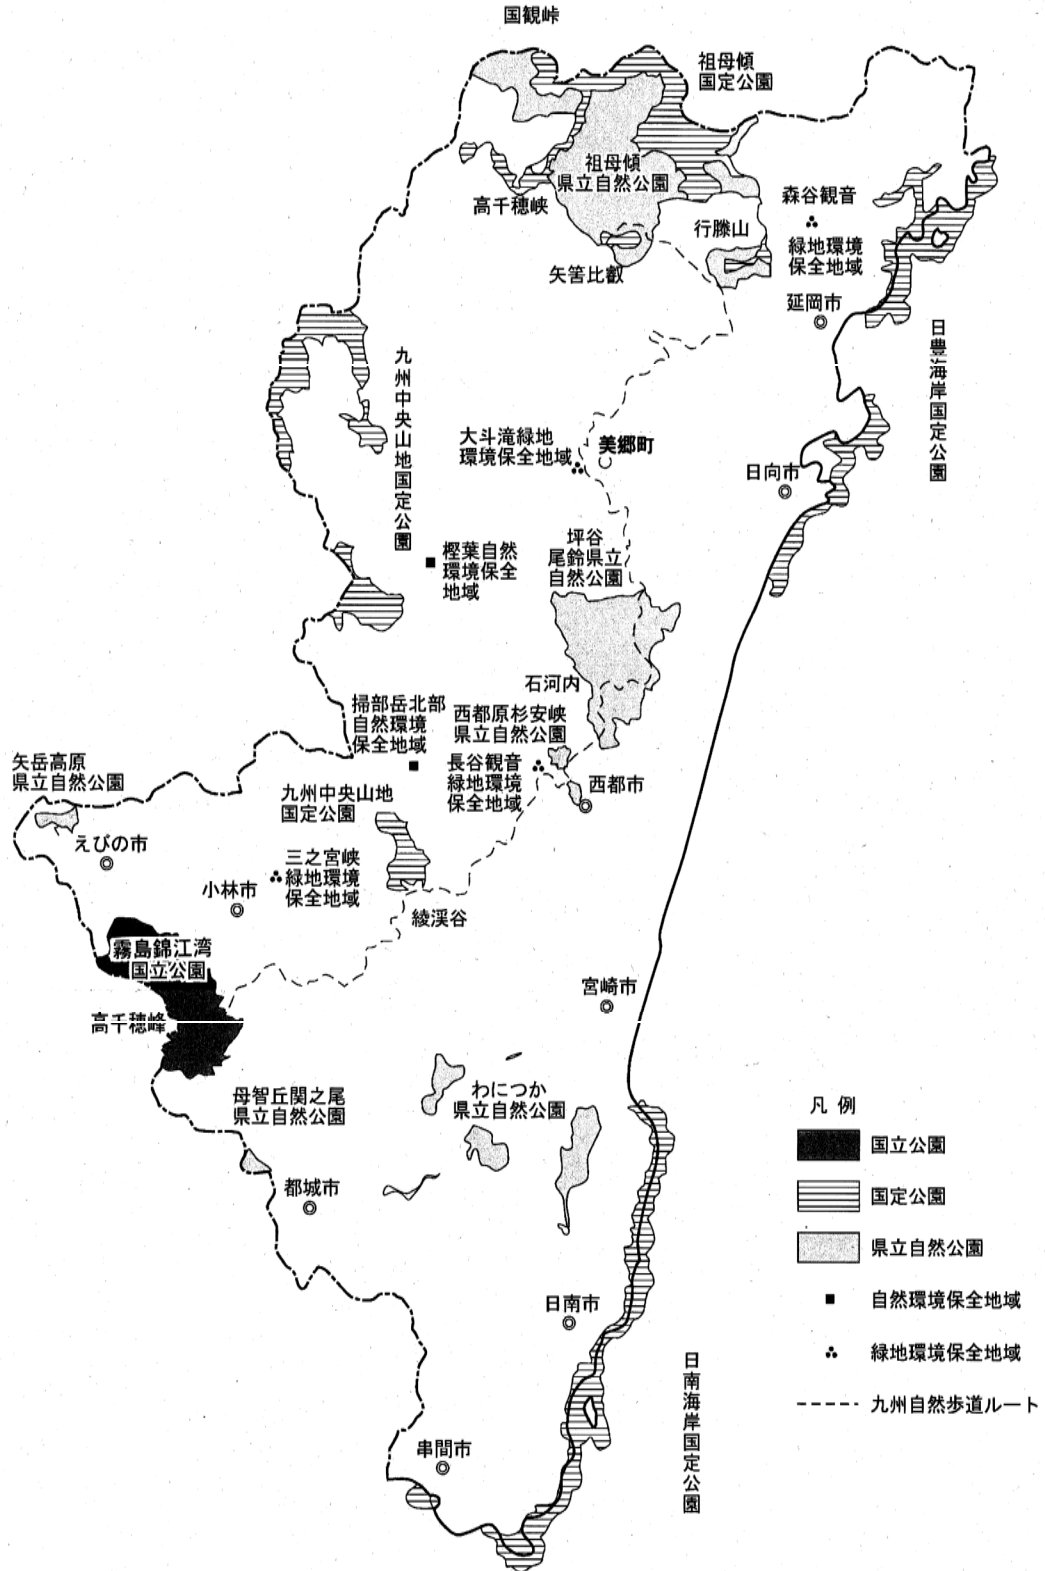 国観峠
祖母傾
国定公園
祖母傾
県立自然公園
高千穂峡
矢筈比叡
行縢山
森谷観音
緑地環境
保全地域
延岡市
日豊海岸国定公園
九州中央山地国定公園
大斗滝緑地
環境保全地域
美郷町
日向市
樫葉自然
環境保全
地域
坪谷
尾鈴県立
自然公園
石河内
掃部岳北部
自然環境
保全地域
西都原杉安峡
県立自然公園
長谷観音
緑地環境
保全地域
西都市
矢岳高原
県立自然公園
えびの市
九州中央山地
国定公園
三之宮峡
緑地環境
保全地域
小林市
綾渓谷
霧島錦江湾
国立公園
高千穂峰
宮崎市
母智丘関之尾
県立自然公園
わにつか
県立自然公園
都城市
日南市
日南海岸国定公園
串間市
凡例
国立公園
国定公園
県立自然公園
自然環境保全地域
緑地環境保全地域
九州自然歩道ルート